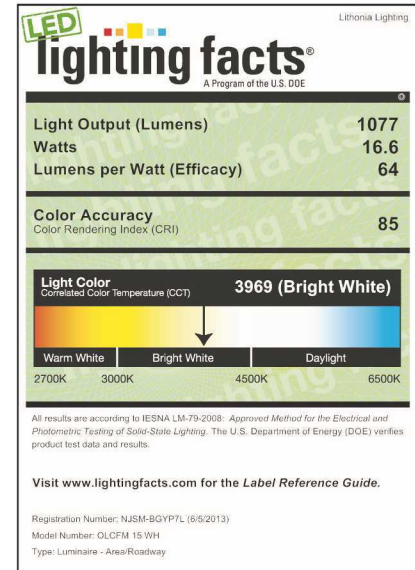 Lithonia Lighting
LED
lighting facts®
A Program of the U.S. DOE
Light Output (Lumens) 1077
Watts 16.6
Lumens per Watt (Efficacy) 64
Color Accuracy
Color Rendering Index (CRI) 85
Light Color
Correlated Color Temperature (CCT) 3969 (Bright White)
Warm White Bright White Daylight
2700K 3000K 4500K 6500K
All results are according to IESNA LM-79-2008: Approved Method for the Electrical and
Photometric Testing of Solid-State Lighting. The U.S. Department of Energy (DOE) verifies
product test data and results.
Visit www.lightingfacts.com for the Label Reference Guide.
Registration Number: NJSM-BGYP7L (6/5/2013)
Model Number: OLCFM 15 WH
Type: Luminaire - Area/Roadway